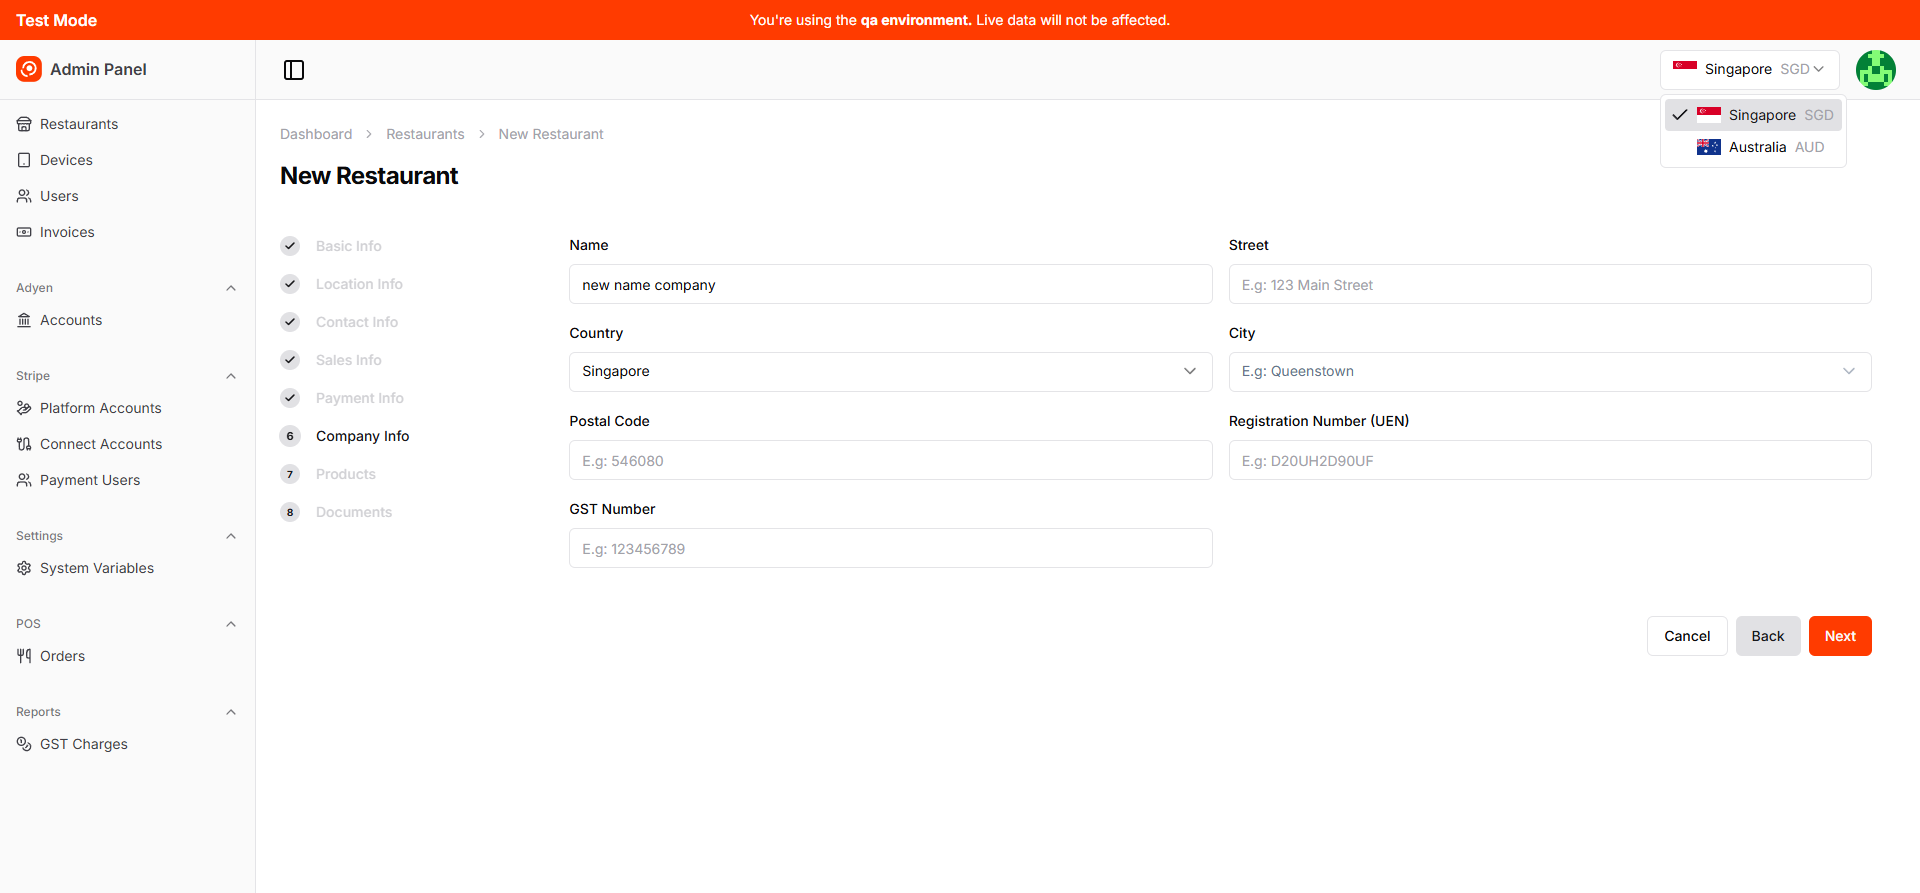 Test Mode
You're using the qa environment. Live data will not be affected.
Admin Panel
Singapore SGD
Singapore SGD
Australia AUD
Restaurants
Devices
Users
Invoices
Adyen
Accounts
Stripe
Platform Accounts
Connect Accounts
Payment Users
Settings
System Variables
POS
Orders
Reports
GST Charges
Dashboard > Restaurants > New Restaurant
New Restaurant
Basic Info
Location Info
Contact Info
Sales Info
Payment Info
6 Company Info
7 Products
8 Documents
Name
new name company
Street
E.g: 123 Main Street
Country
Singapore
City
E.g: Queenstown
Postal Code
E.g: 546080
Registration Number (UEN)
E.g: D20UH2D90UF
GST Number
E.g: 123456789
Cancel
Back
Next